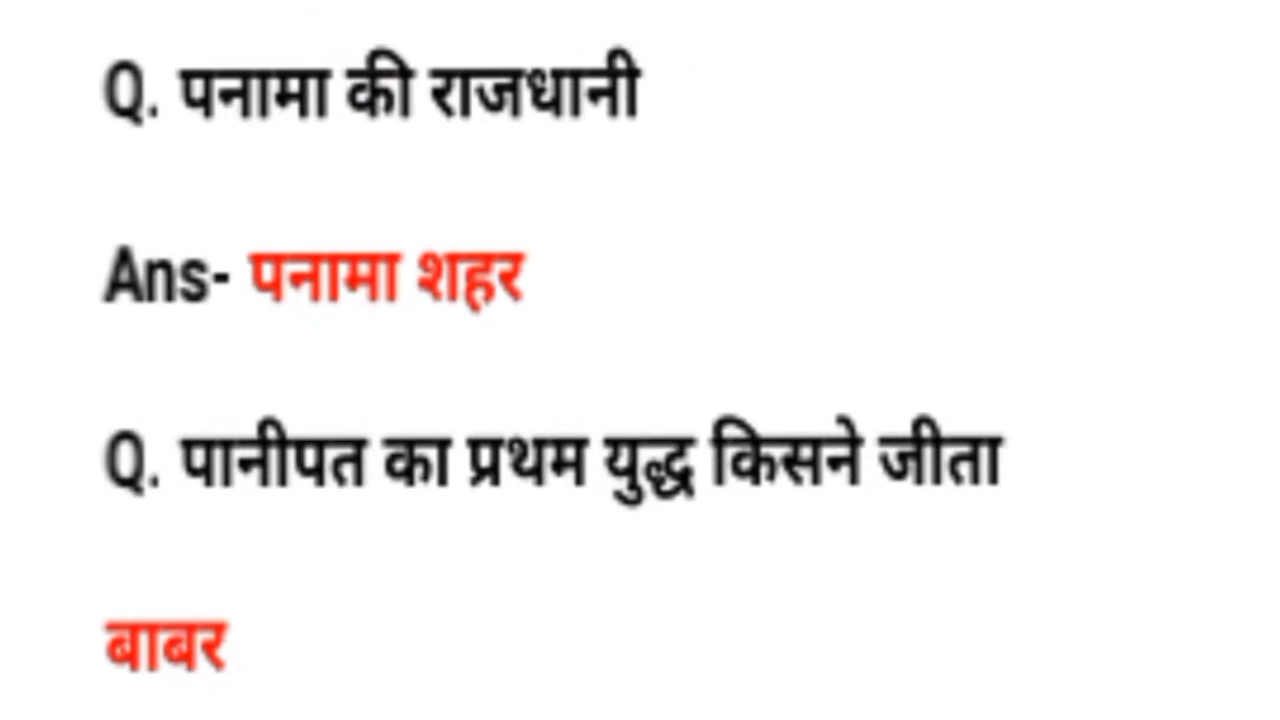 Q. पनामा की राजधानी
Ans- पनामा शहर
Q. पानीपत का प्रथम युद्ध किसने जीता
बाबर